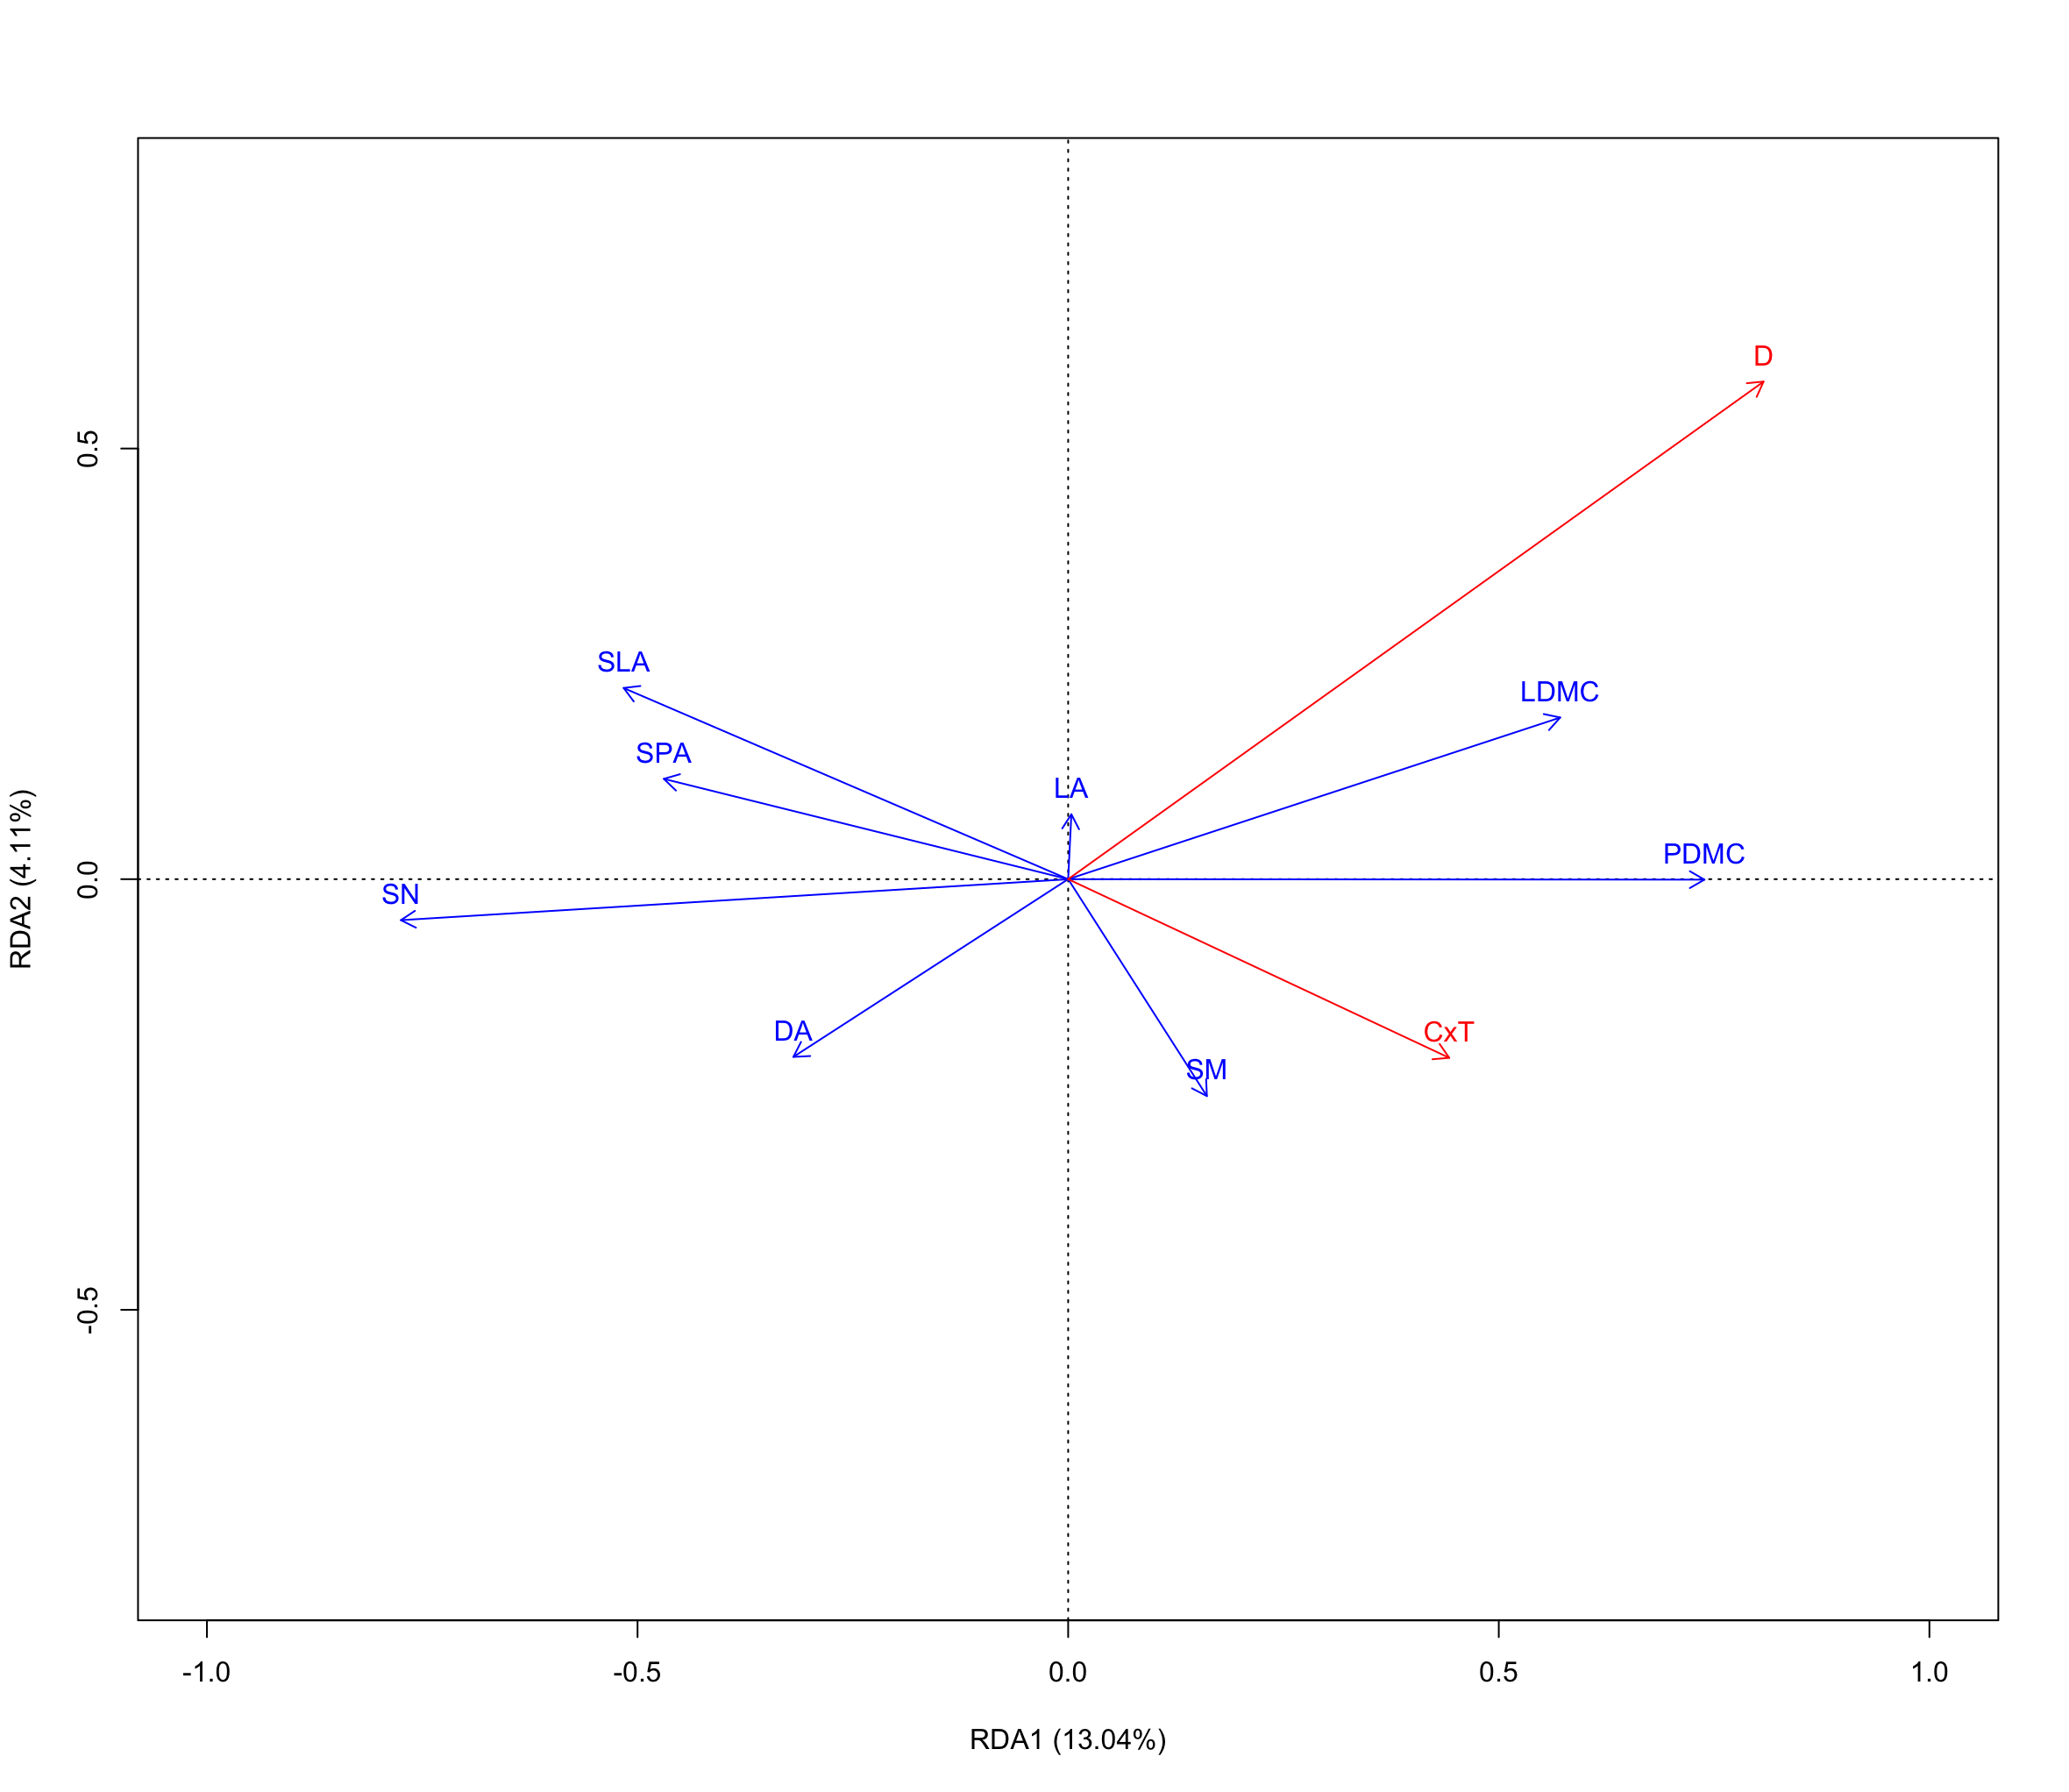 D
0.5
SLA
LDMC
SPA
LA
PDMC
0.0
SN
DA
CxT
SM
RDA2 (4.11%)
-0.5
-1.0 -0.5 0.0 0.5 1.0
RDA1 (13.04%)